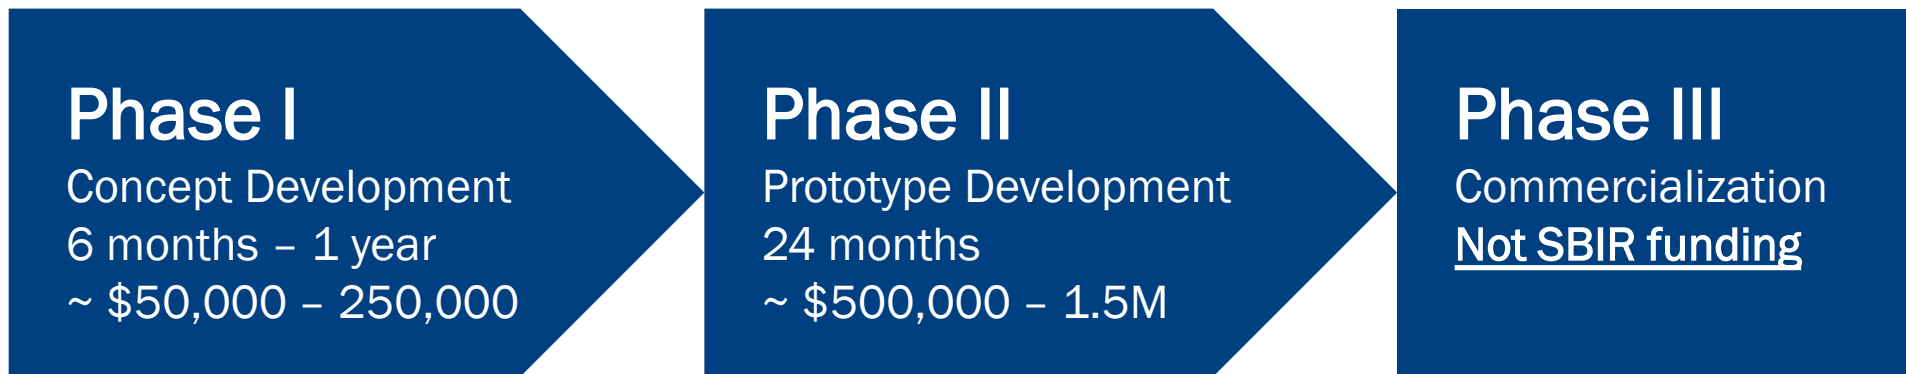 Phase I
Concept Development
6 months – 1 year
~ $50,000 – 250,000
Phase II
Prototype Development
24 months
~ $500,000 – 1.5M
Phase III
Commercialization
Not SBIR funding